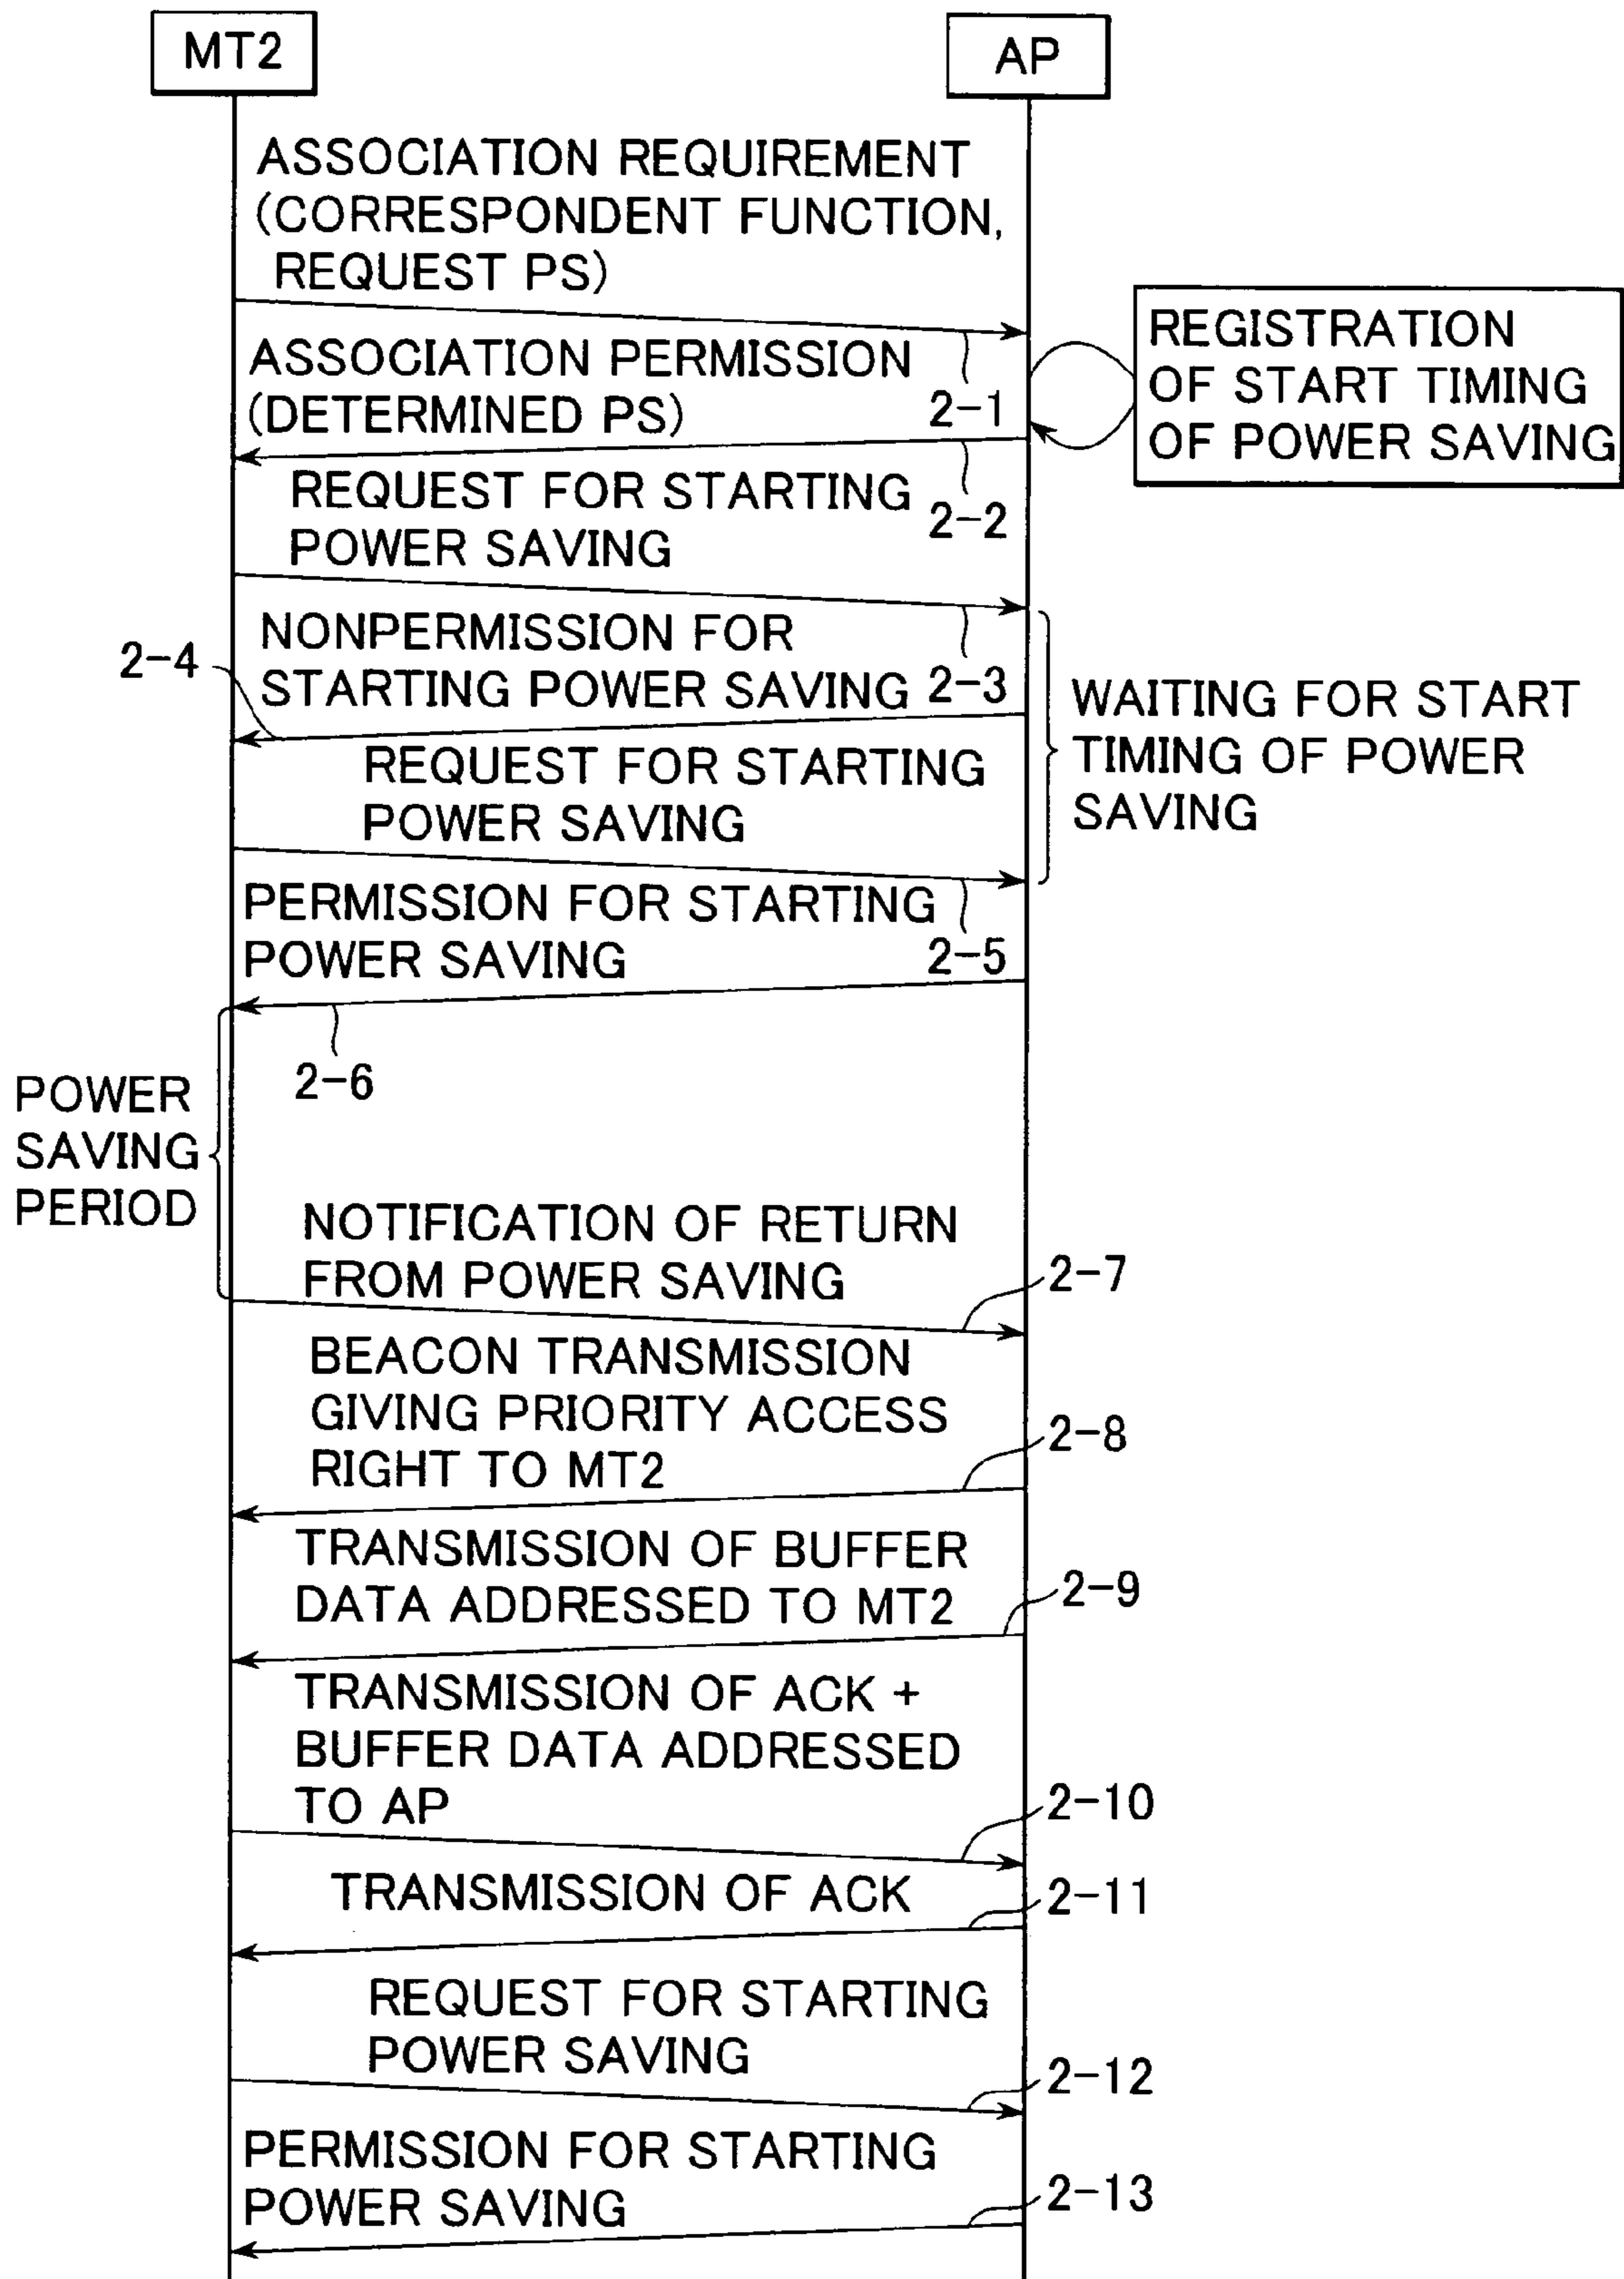 MT2
AP
ASSOCIATION REQUIREMENT
(CORRESPONDENT FUNCTION,
REQUEST PS)
2-1
REGISTRATION
OF START TIMING
OF POWER SAVING
ASSOCIATION PERMISSION
(DETERMINED PS)
2-2
REQUEST FOR STARTING
POWER SAVING
2-3
NONPERMISSION FOR
STARTING POWER SAVING
2-4
WAITING FOR START
TIMING OF POWER
SAVING
REQUEST FOR STARTING
POWER SAVING
2-5
PERMISSION FOR STARTING
POWER SAVING
2-6
POWER
SAVING
PERIOD
NOTIFICATION OF RETURN
FROM POWER SAVING
2-7
BEACON TRANSMISSION
GIVING PRIORITY ACCESS
RIGHT TO MT2
2-8
TRANSMISSION OF BUFFER
DATA ADDRESSED TO MT2
2-9
TRANSMISSION OF ACK +
BUFFER DATA ADDRESSED
TO AP
2-10
TRANSMISSION OF ACK
2-11
REQUEST FOR STARTING
POWER SAVING
2-12
PERMISSION FOR STARTING
POWER SAVING
2-13